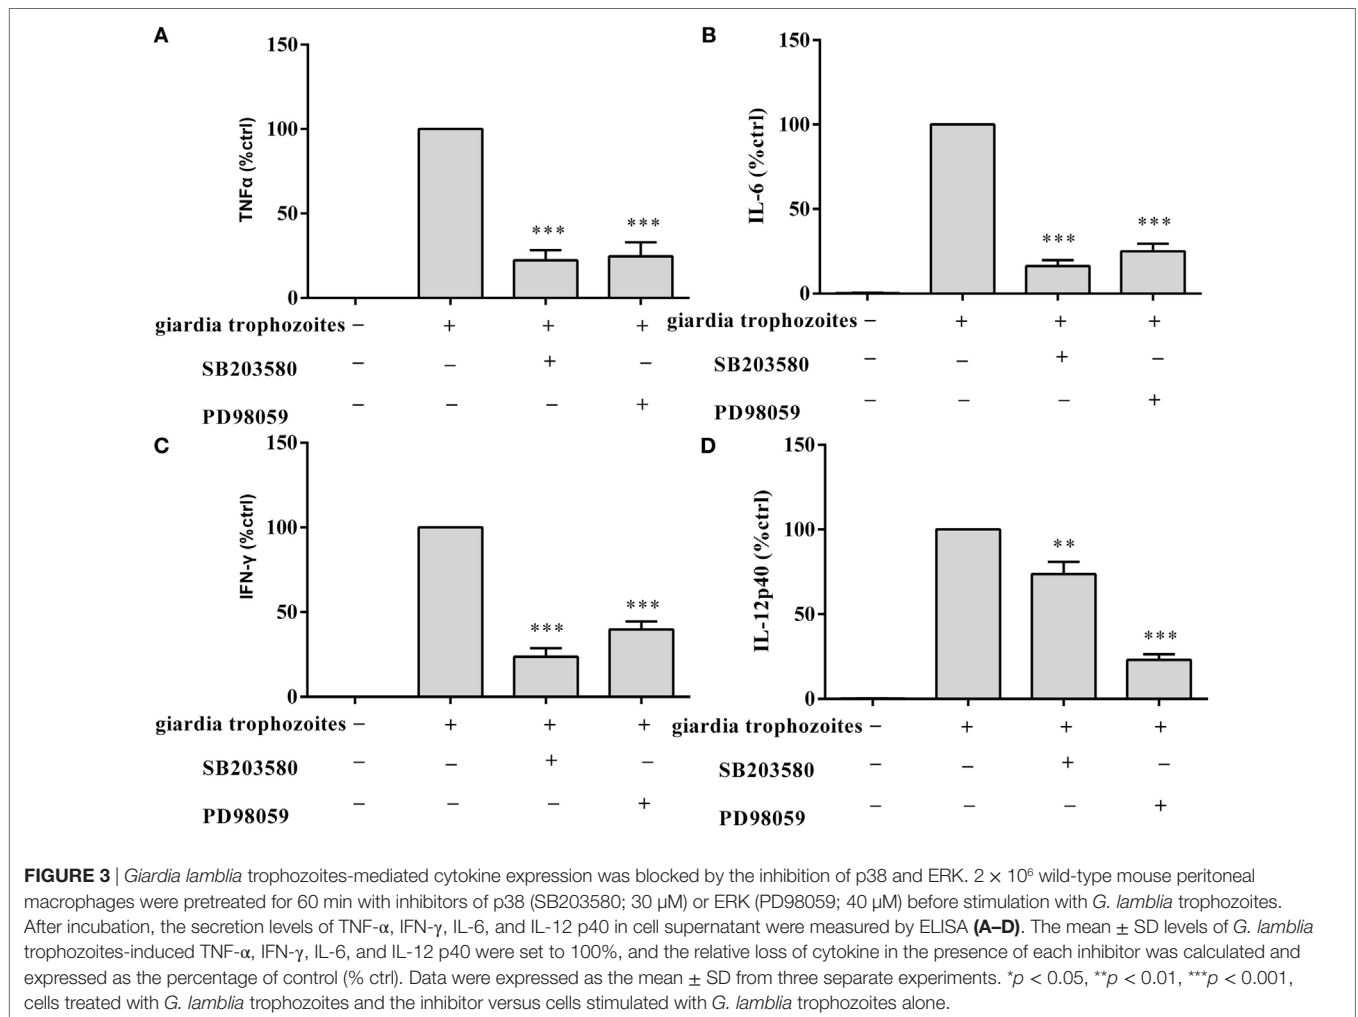 A
150
100
50
0
TNFα (%ctrl)
***
***
giardia trophozoites – + + +
SB203580 – – + –
PD98059 – – – +
B
150
100
50
0
IL-6 (%ctrl)
***
***
giardia trophozoites – + + +
SB203580 – – + –
PD98059 – – – +
C
150
100
50
0
IFN-γ (%ctrl)
***
***
giardia trophozoites – + + +
SB203580 – – + –
PD98059 – – – +
D
150
100
50
0
IL-12p40 (%ctrl)
**
***
giardia trophozoites – + + +
SB203580 – – + –
PD98059 – – – +
FIGURE 3 | Giardia lamblia trophozoites-mediated cytokine expression was blocked by the inhibition of p38 and ERK. 2 × 10⁶ wild-type mouse peritoneal
macrophages were pretreated for 60 min with inhibitors of p38 (SB203580; 30 μM) or ERK (PD98059; 40 μM) before stimulation with G. lamblia trophozoites.
After incubation, the secretion levels of TNF-α, IFN-γ, IL-6, and IL-12 p40 in cell supernatant were measured by ELISA (A–D). The mean ± SD levels of G. lamblia
trophozoites-induced TNF-α, IFN-γ, IL-6, and IL-12 p40 were set to 100%, and the relative loss of cytokine in the presence of each inhibitor was calculated and
expressed as the percentage of control (% ctrl). Data were expressed as the mean ± SD from three separate experiments. *p < 0.05, **p < 0.01, ***p < 0.001,
cells treated with G. lamblia trophozoites and the inhibitor versus cells stimulated with G. lamblia trophozoites alone.